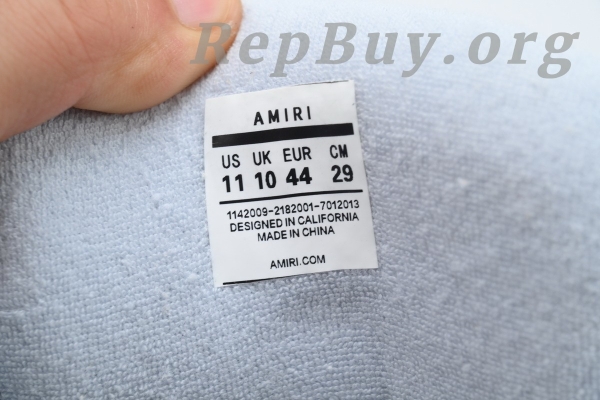 RepBuy.org
AMIRI
US UK EUR CM
11 10 44 29
1142009-2182001-7012013
DESIGNED IN CALIFORNIA
MADE IN CHINA
AMIRI.COM